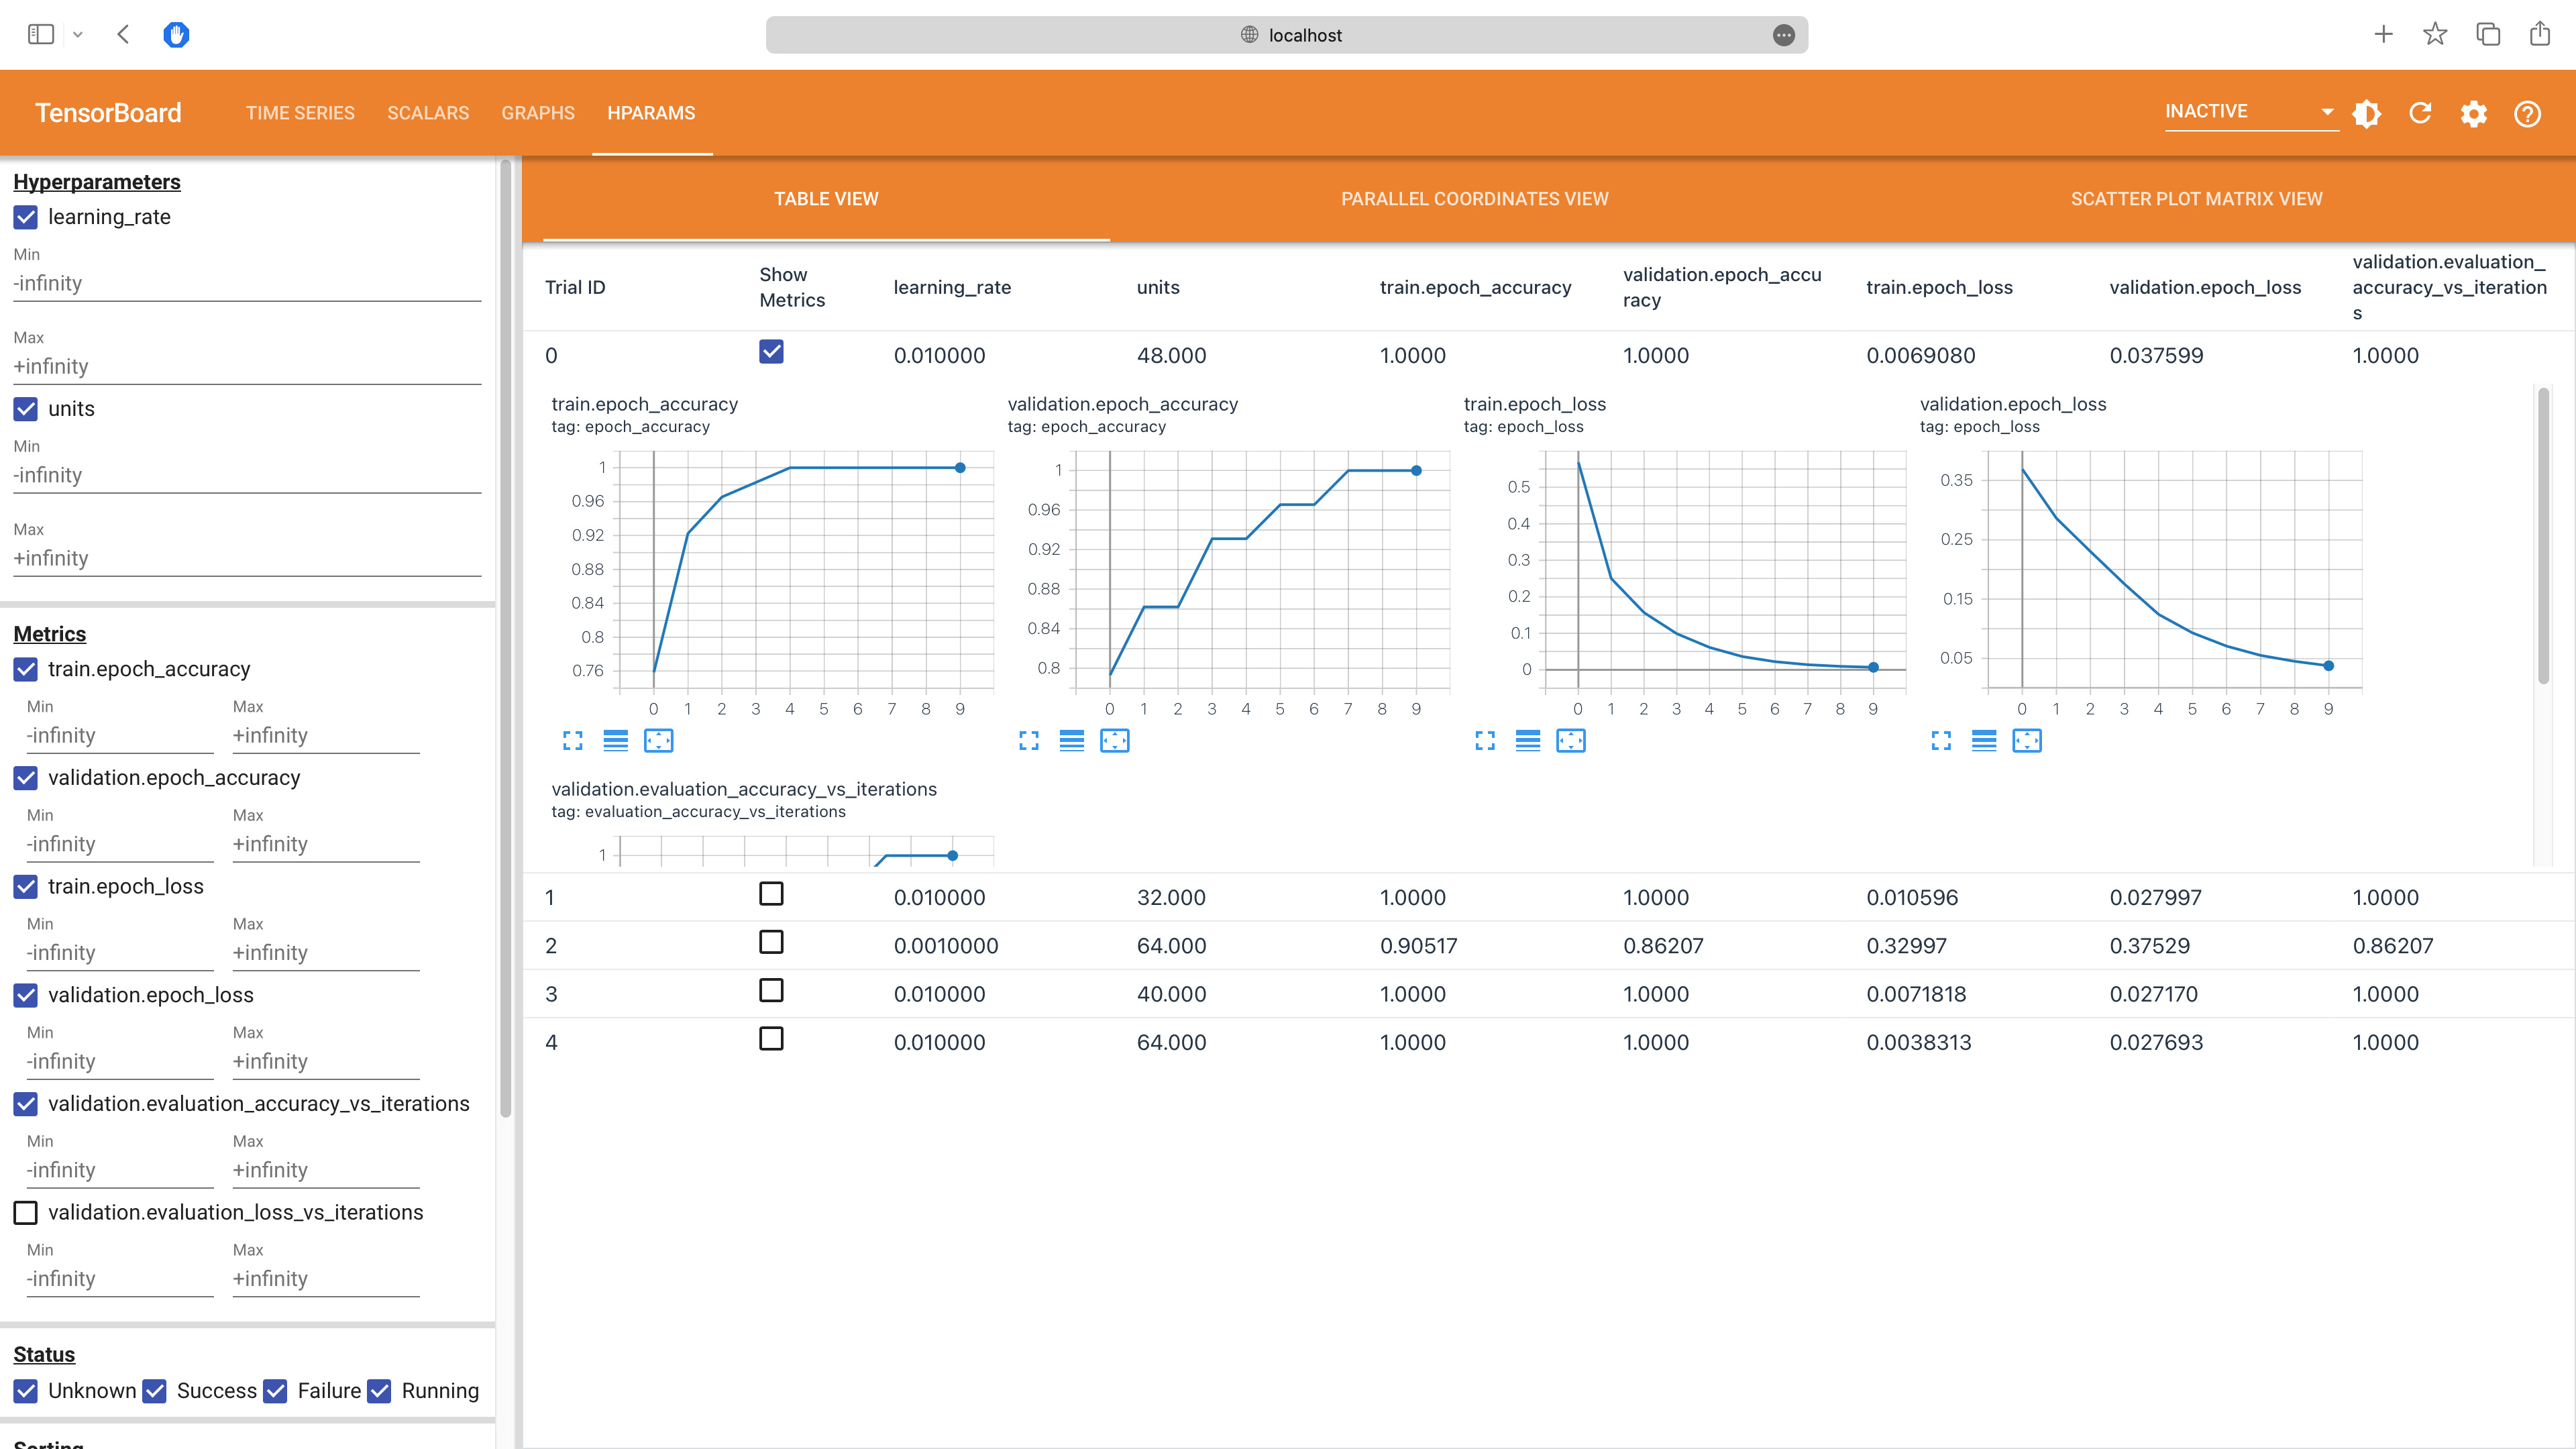 localhost
TensorBoard TIME SERIES SCALARS GRAPHS HPARAMS INACTIVE
Hyperparameters
learning_rate
Min
-infinity
Max
+infinity
units
Min
-infinity
Max
+infinity
Metrics
train.epoch_accuracy
Min Max
-infinity +infinity
validation.epoch_accuracy
Min Max
-infinity +infinity
train.epoch_loss
Min Max
-infinity +infinity
validation.epoch_loss
Min Max
-infinity +infinity
validation.evaluation_accuracy_vs_iterations
Min Max
-infinity +infinity
validation.evaluation_loss_vs_iterations
Min Max
-infinity +infinity
Status
Unknown Success Failure Running
Sorting
TABLE VIEW PARALLEL COORDINATES VIEW SCATTER PLOT MATRIX VIEW
Trial ID
Show
Metrics
learning_rate
units
train.epoch_accuracy
validation.epoch_accu
racy
train.epoch_loss
validation.epoch_loss
validation.evaluation_
accuracy_vs_iteration
s
0 0.010000 48.000 1.0000 1.0000 0.0069080 0.037599 1.0000
train.epoch_accuracy
tag: epoch_accuracy
1
0.96
0.92
0.88
0.84
0.8
0.76
0 1 2 3 4 5 6 7 8 9
validation.epoch_accuracy
tag: epoch_accuracy
1
0.96
0.92
0.88
0.84
0.8
0 1 2 3 4 5 6 7 8 9
train.epoch_loss
tag: epoch_loss
0.5
0.4
0.3
0.2
0.1
0
0 1 2 3 4 5 6 7 8 9
validation.epoch_loss
tag: epoch_loss
0.35
0.25
0.15
0.05
0 1 2 3 4 5 6 7 8 9
validation.evaluation_accuracy_vs_iterations
tag: evaluation_accuracy_vs_iterations
1
1 0.010000 32.000 1.0000 1.0000 0.010596 0.027997 1.0000
2 0.0010000 64.000 0.90517 0.86207 0.32997 0.37529 0.86207
3 0.010000 40.000 1.0000 1.0000 0.0071818 0.027170 1.0000
4 0.010000 64.000 1.0000 1.0000 0.0038313 0.027693 1.0000